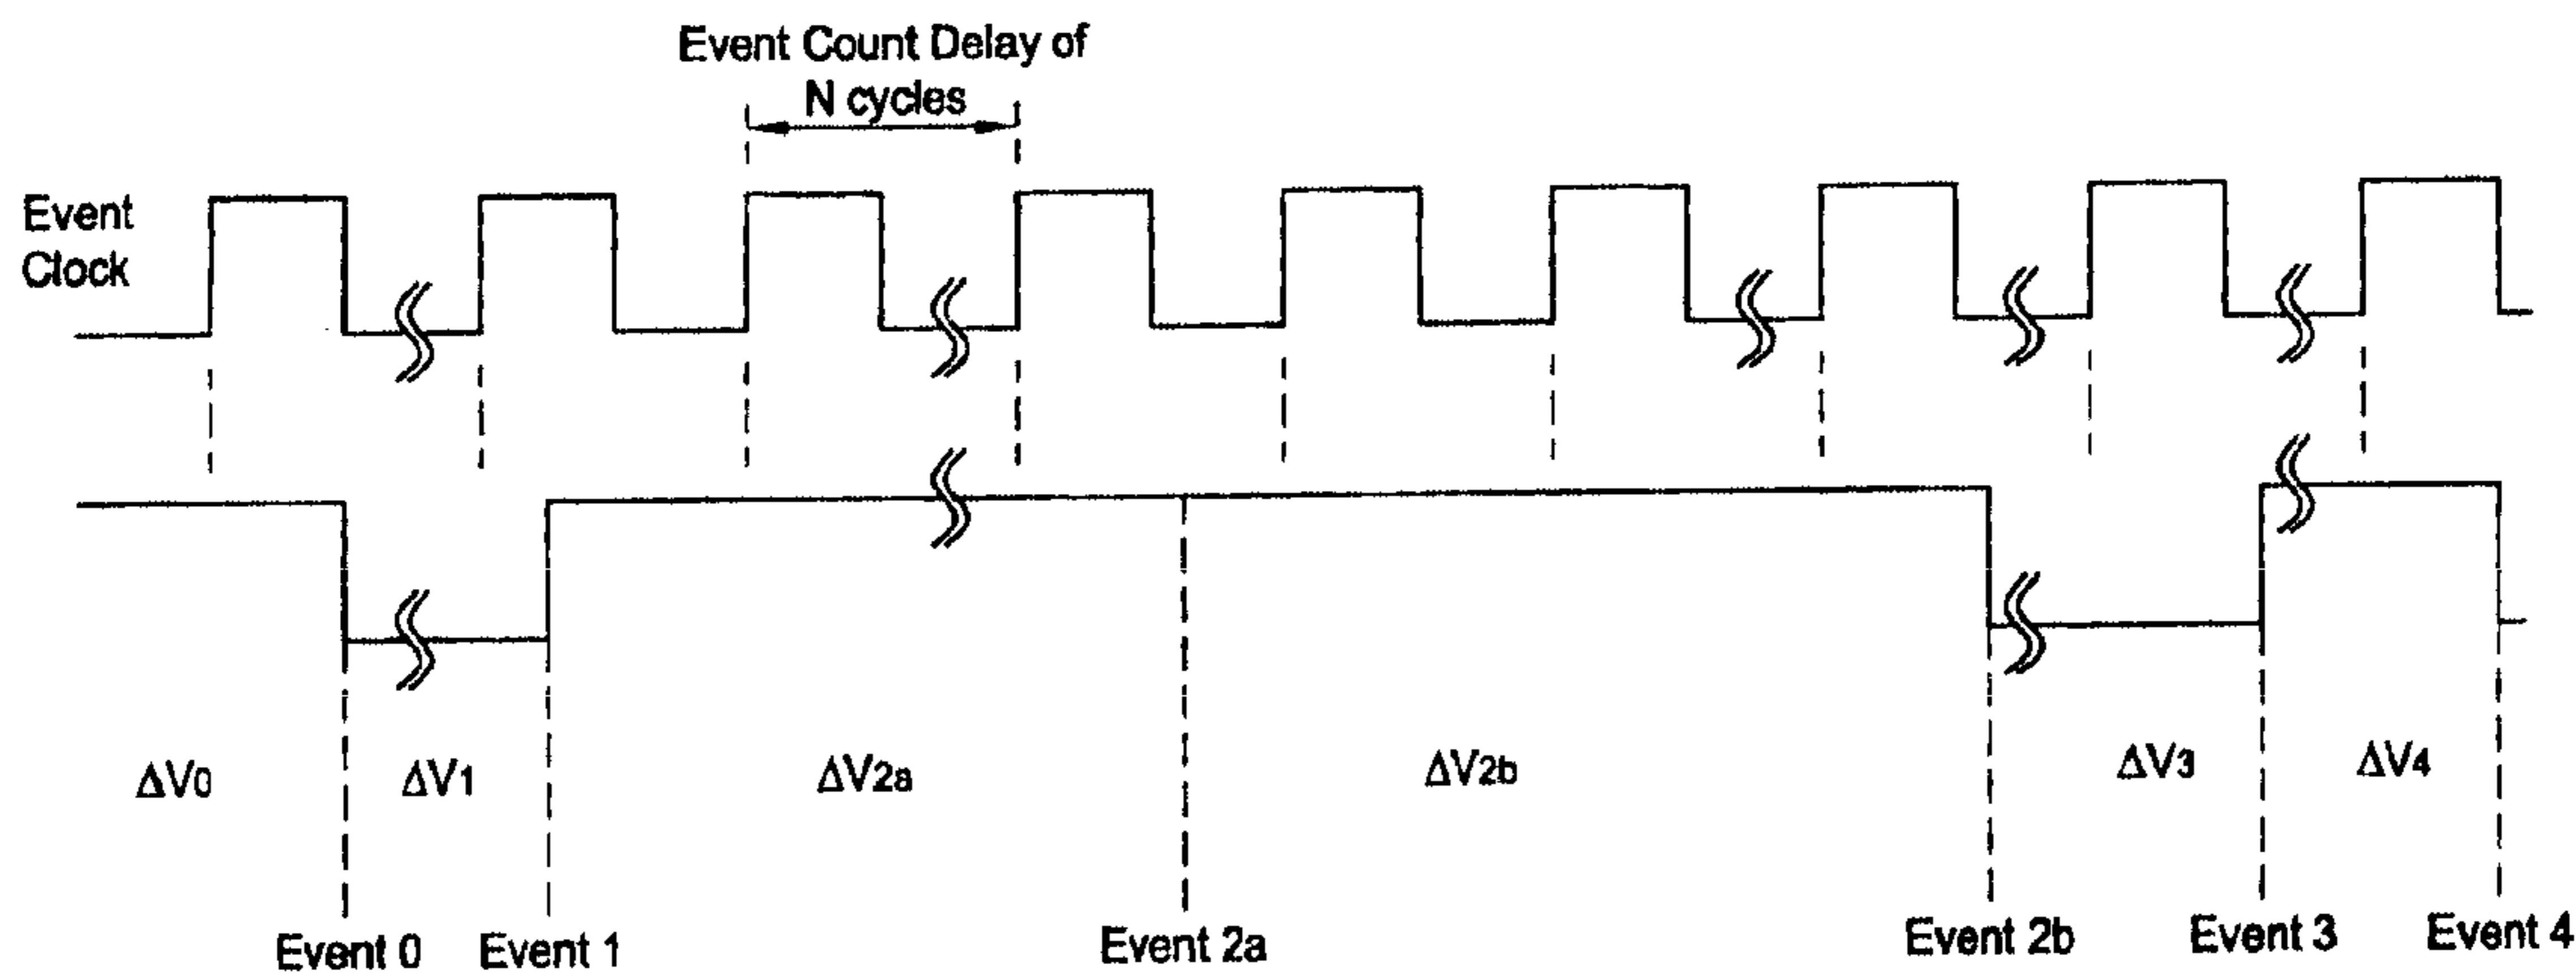 Event Count Delay of
N cycles
Event
Clock
ΔV0
ΔV1
ΔV2a
ΔV2b
ΔV3
ΔV4
Event 0
Event 1
Event 2a
Event 2b
Event 3
Event 4